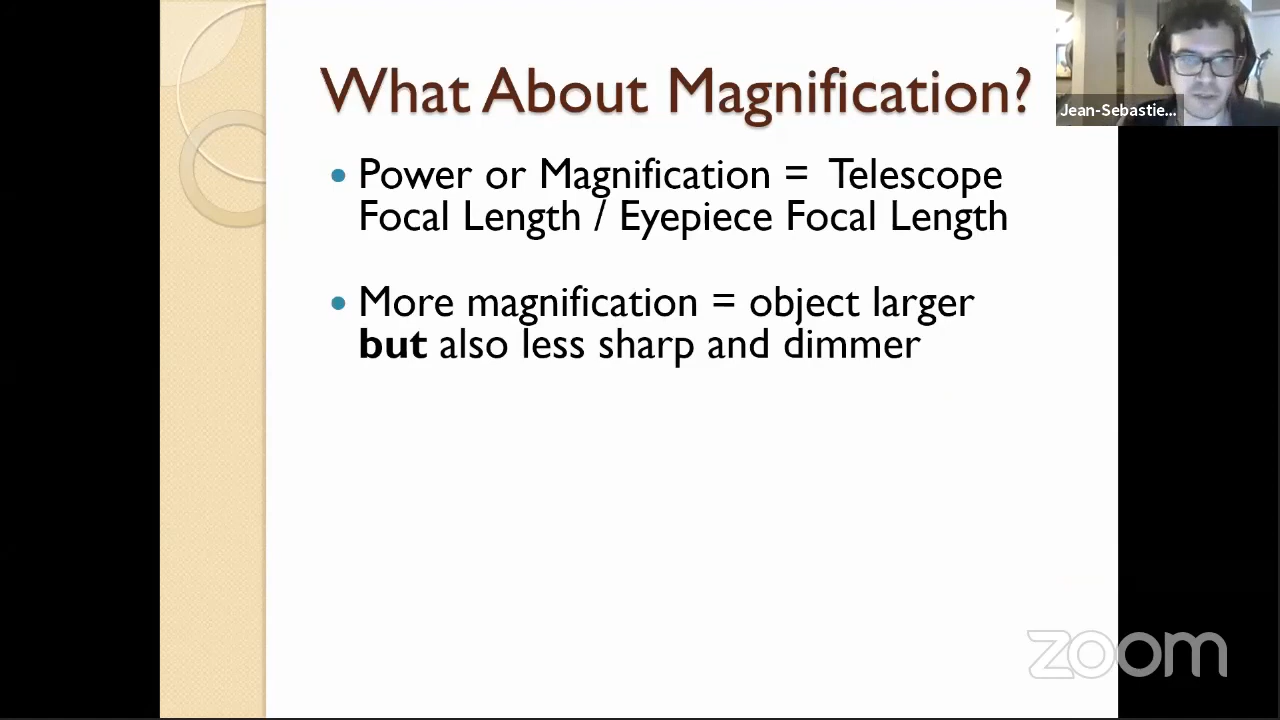 What About Magnification?
Jean-Sebastie...
• Power or Magnification = Telescope
Focal Length / Eyepiece Focal Length
• More magnification = object larger
but also less sharp and dimmer
zoom